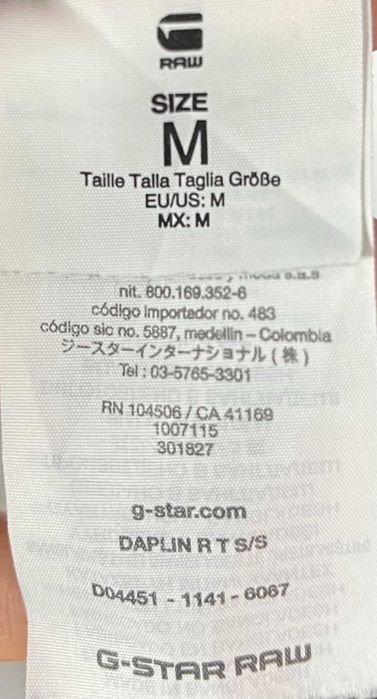 RAW
SIZE
M
Taille Talla Taglia Größe
EU/US: M
MX: M
nit. 800.169.352-6
código importador no. 483
código sic no. 5887, medellin – Colombia
ジースターインターナショナル (株)
Tel : 03-5765-3301
RN 104506 / CA 41169
1007115
301827
g-star.com
DAPLIN R T S/S
D04451 - 1141 - 6067
G-STAR RAW